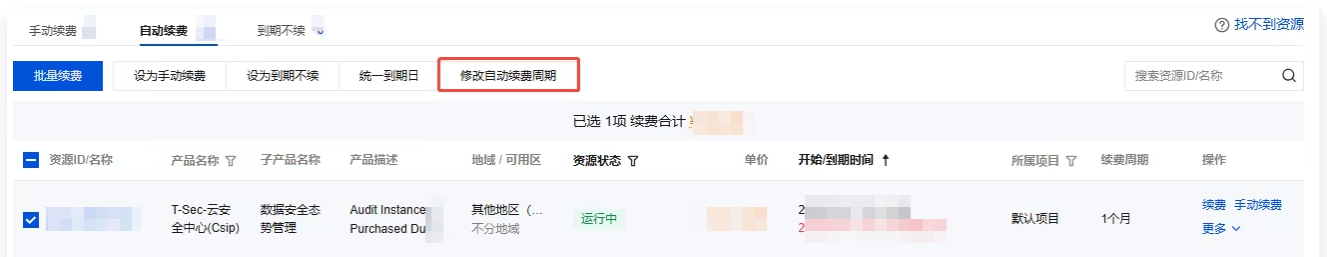 手动续费 自动续费 到期不续 找不到资源
批量续费 设为手动续费 设为到期不续 统一到期日 修改自动续费周期 搜索资源ID/名称
已选 1项 续费合计
资源ID/名称 产品名称 子产品名称 产品描述 地域 / 可用区 资源状态 单价 开始/到期时间 所属项目 续费周期 操作
T-Sec-云安 数据安全态 Audit Instance 其他地区（... 续费 手动续费
运行中 2 默认项目 1个月
全中心(Csip) 势管理 Purchased Du 不分地域 2 更多